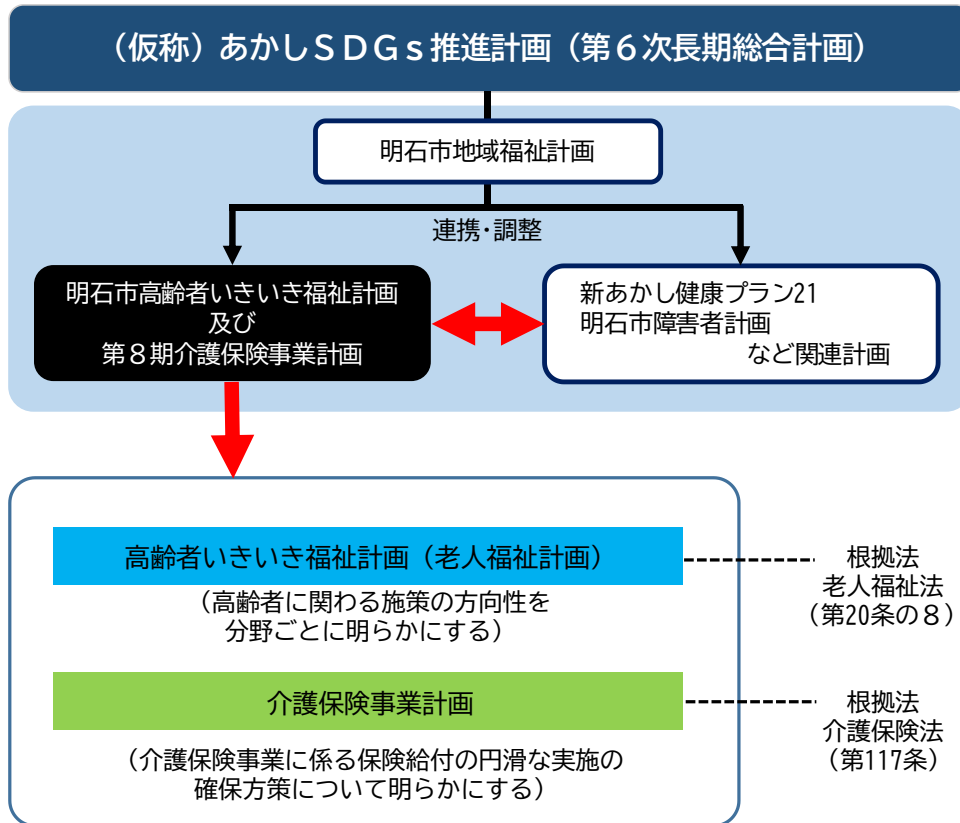 （仮称）あかしＳＤＧｓ推進計画（第６次長期総合計画）
明石市地域福祉計画
連携･調整
明石市高齢者いきいき福祉計画
及び
第８期介護保険事業計画
新あかし健康プラン21
明石市障害者計画
など関連計画
高齢者いきいき福祉計画（老人福祉計画）
（高齢者に関わる施策の方向性を
分野ごとに明らかにする）
根拠法
老人福祉法
（第20条の８）
介護保険事業計画
（介護保険事業に係る保険給付の円滑な実施の
確保方策について明らかにする）
根拠法
介護保険法
（第117条）